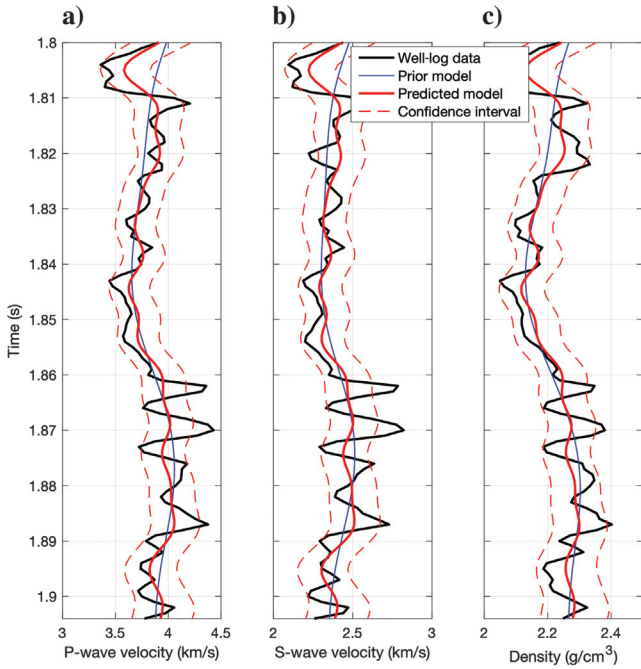 a)
b)
c)
Well-log data
Prior model
Predicted model
Confidence interval
Time (s)
1.8
1.81
1.82
1.83
1.84
1.85
1.86
1.87
1.88
1.89
1.9
3 3.5 4 4.5
2 2.5 3
2 2.2 2.4
P-wave velocity (km/s)
S-wave velocity (km/s)
Density (g/cm³)